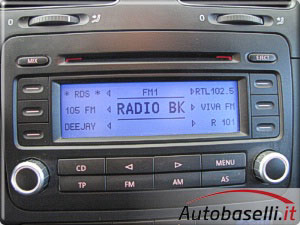 MIX
EJECT
* RDS * FM1 RTL102.5
105 FM RADIO BK VIVA FM
DEEJAY R 101
CD MENU
TP FM AM AS
Autobaselli.it